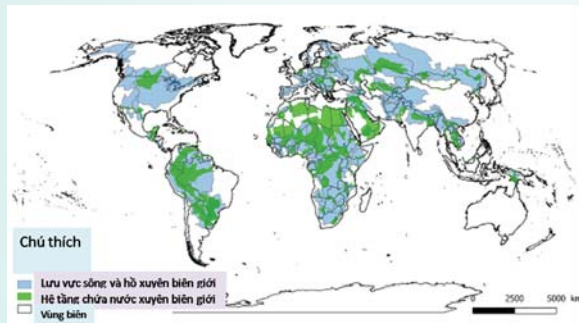 Chú thích
Lưu vực sông và hồ xuyên biên giới
Hệ tầng chứa nước xuyên biên giới
Vùng biên
0 2500 5000 km